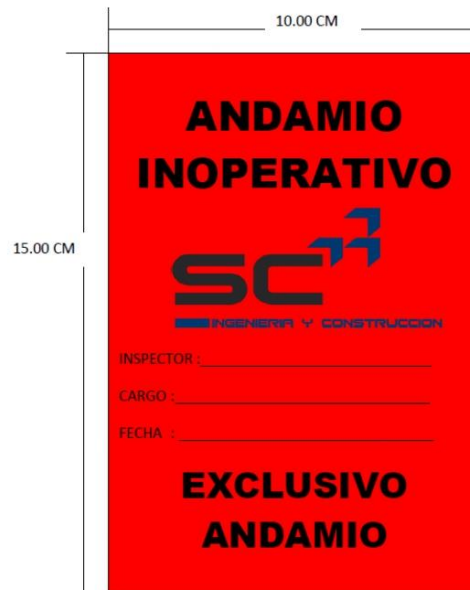 10.00 CM
ANDAMIO
INOPERATIVO
15.00 CM
SC
INGENIERIA Y CONSTRUCCION
INSPECTOR :
CARGO :
FECHA :
EXCLUSIVO
ANDAMIO